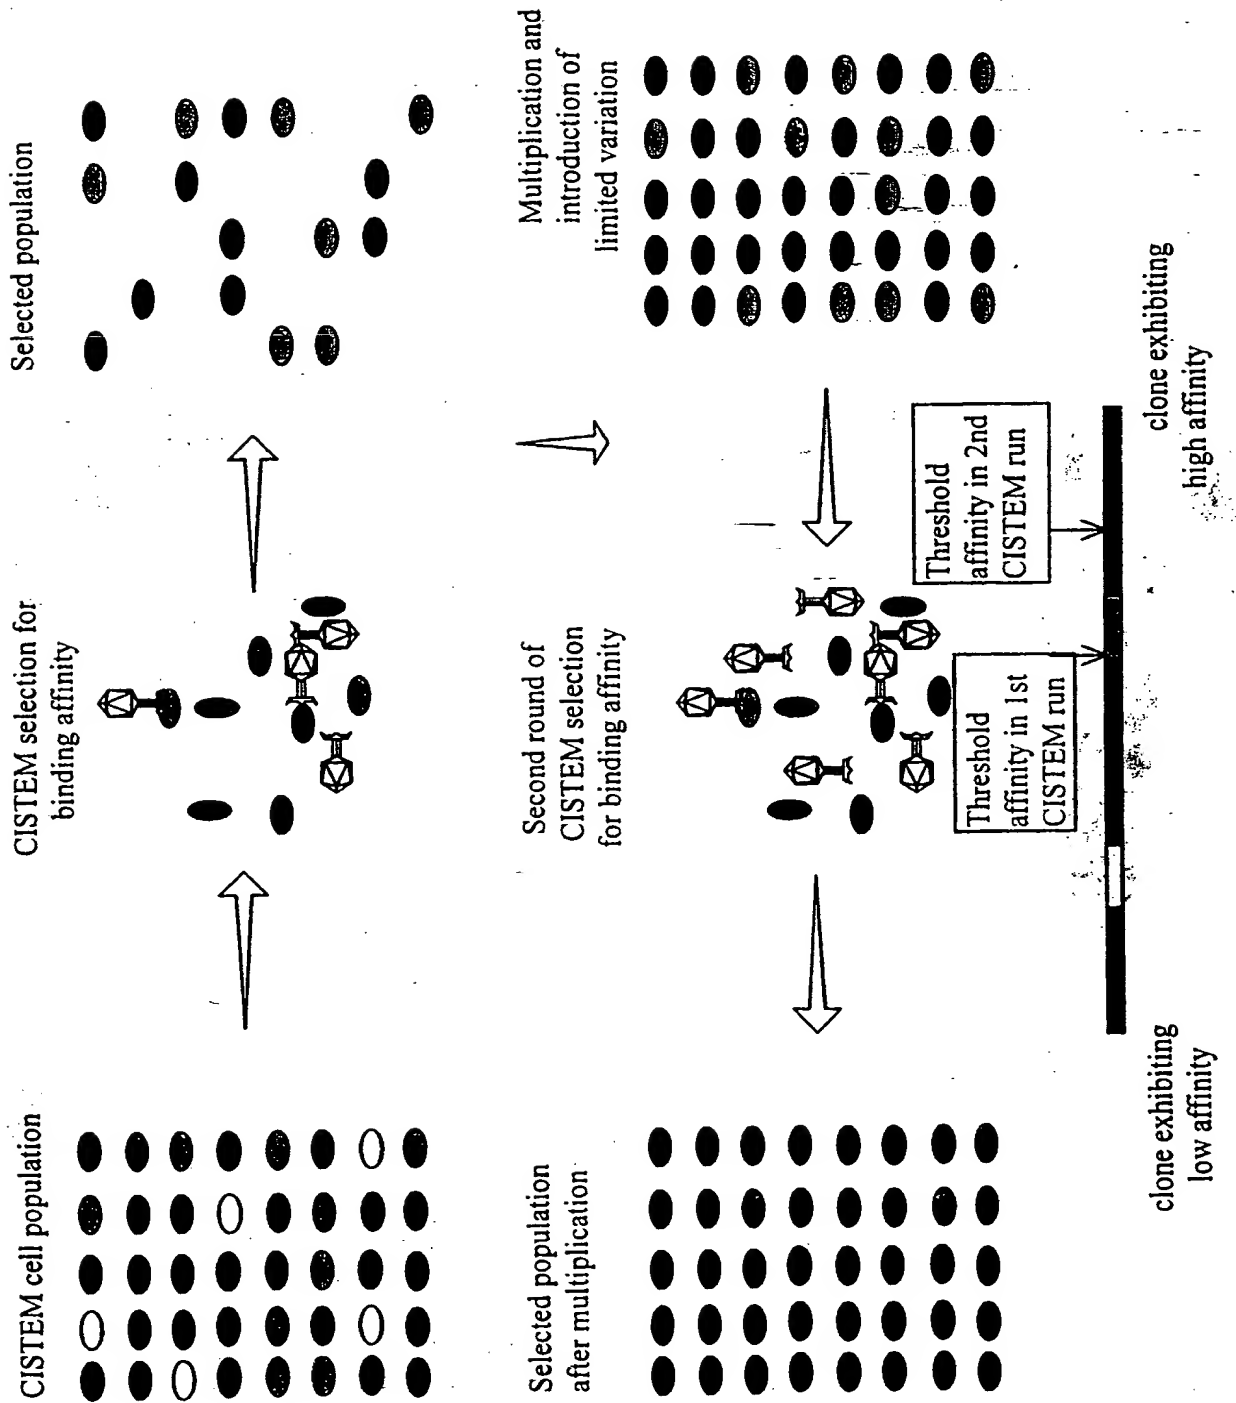 CISTEM cell population
CISTEM selection for
binding affinity
Selected population
Selected population
after multiplication
Second round of
CISTEM selection
for binding affinity
Multiplication and
introduction of
limited variation
Threshold
affinity in 1st
CISTEM run
Threshold
affinity in 2nd
CISTEM run
clone exhibiting
low affinity
clone exhibiting
high affinity